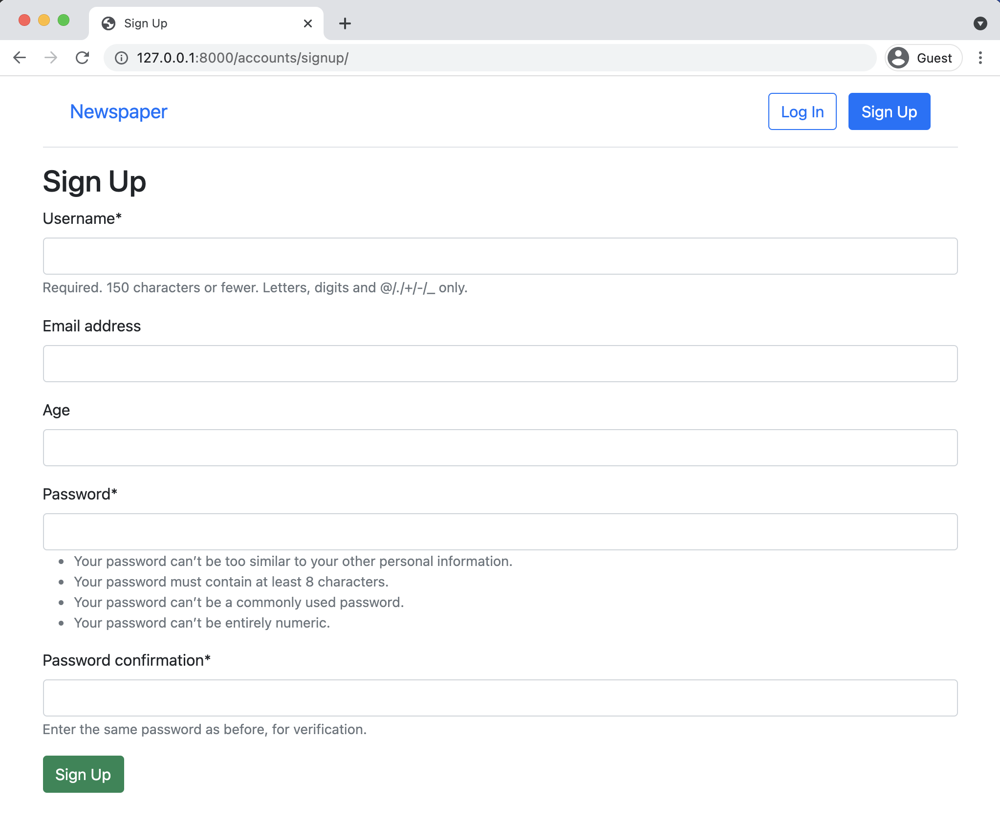 Sign Up
127.0.0.1:8000/accounts/signup/
Guest
Newspaper
Log In
Sign Up
Sign Up
Username*
Required. 150 characters or fewer. Letters, digits and @/./+/-/_ only.
Email address
Age
Password*
Your password can’t be too similar to your other personal information.
Your password must contain at least 8 characters.
Your password can’t be a commonly used password.
Your password can’t be entirely numeric.
Password confirmation*
Enter the same password as before, for verification.
Sign Up